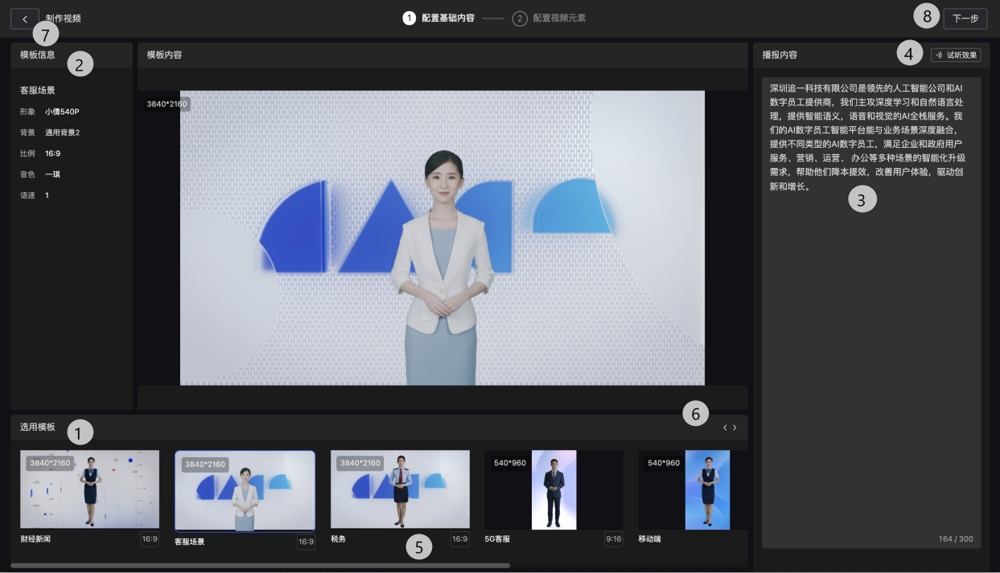 制作视频
1 配置基础内容
2 配置视频元素
8
下一步
7
模板信息
2
模板内容
播报内容
4
试听效果
客服场景
形象 小倩540P
背景 通用背景2
比例 16:9
音色 一琪
语速 1
3840*2160
深圳追一科技有限公司是领先的人工智能公司和AI
数字员工提供商，我们主攻深度学习和自然语言处
理，提供智能语义，语音和视觉的AI全栈服务。我
们的AI数字员工智能平台能与业务场景深度融合，
提供不同类型的AI数字员工，满足企业和政府用户
服务、营销、运营、 办公等多种场景的智能化升级
需求，帮助他们降本提效，改善用户体验，驱动创
新和增长。
3
164 / 300
选用模板
1
6
3840*2160
财经新闻
16:9
3840*2160
客服场景
16:9
3840*2160
税务
5
16:9
540*960
5G客服
9:16
540*960
移动端